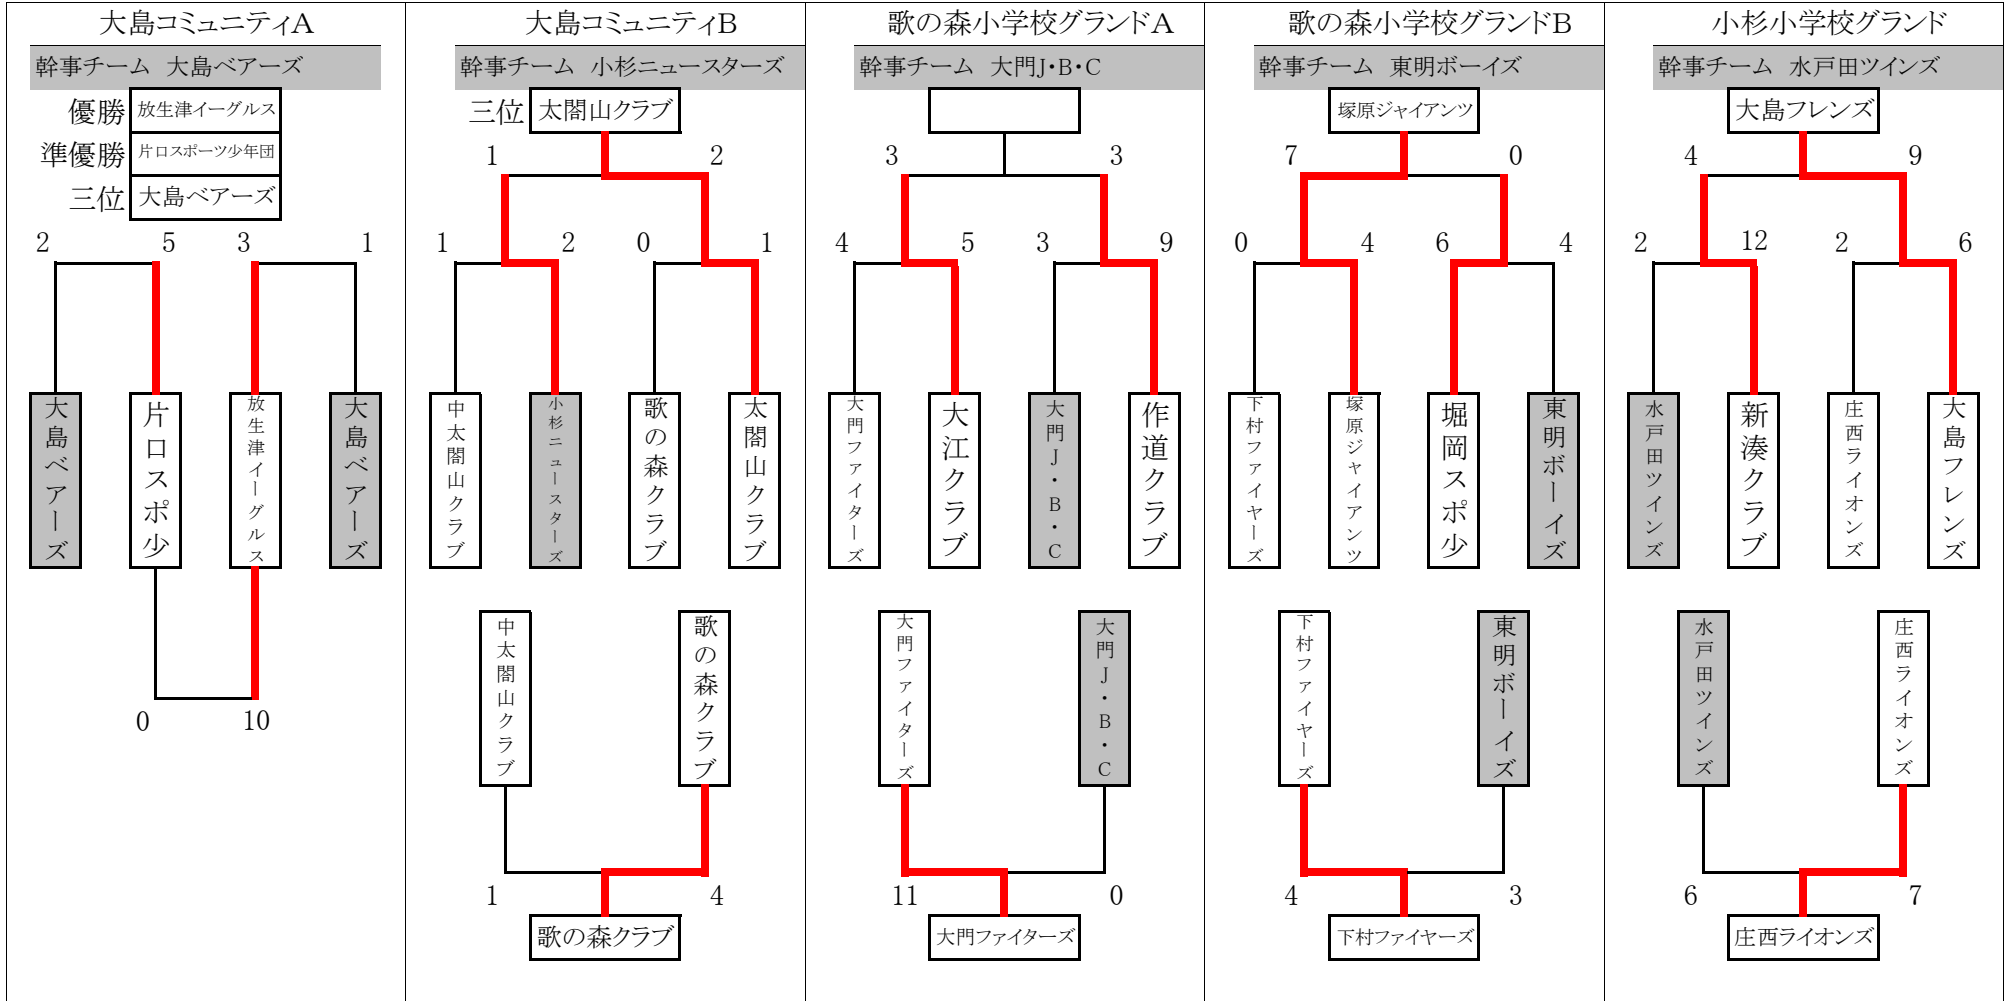 大島コミュニティA
幹事チーム 大島ベアーズ
優勝 放生津イーグルス
準優勝 片口スポーツ少年団
三位 大島ベアーズ
2 5 3 1
大島ベアーズ
片口スポ少
放生津イーグルス
大島ベアーズ
0 10
大島コミュニティB
幹事チーム 小杉ニュースターズ
三位 太閤山クラブ
1 2
1 2 0 1
中太閤山クラブ
小杉ニュースターズ
歌の森クラブ
太閤山クラブ
中太閤山クラブ
歌の森クラブ
1 4
歌の森クラブ
歌の森小学校グランドA
幹事チーム 大門J・B・C
3 3
4 5 3 9
大門ファイターズ
大江クラブ
大門J・B・C
作道クラブ
大門ファイターズ
大門J・B・C
11 0
大門ファイターズ
歌の森小学校グランドB
幹事チーム 東明ボーイズ
塚原ジャイアンツ
7 0
0 4 6 4
下村ファイヤーズ
塚原ジャイアンツ
堀岡スポ少
東明ボーイズ
下村ファイヤーズ
東明ボーイズ
4 3
下村ファイヤーズ
小杉小学校グランド
幹事チーム 水戸田ツインズ
大島フレンズ
4 9
2 12 2 6
水戸田ツインズ
新湊クラブ
庄西ライオンズ
大島フレンズ
水戸田ツインズ
庄西ライオンズ
6 7
庄西ライオンズ